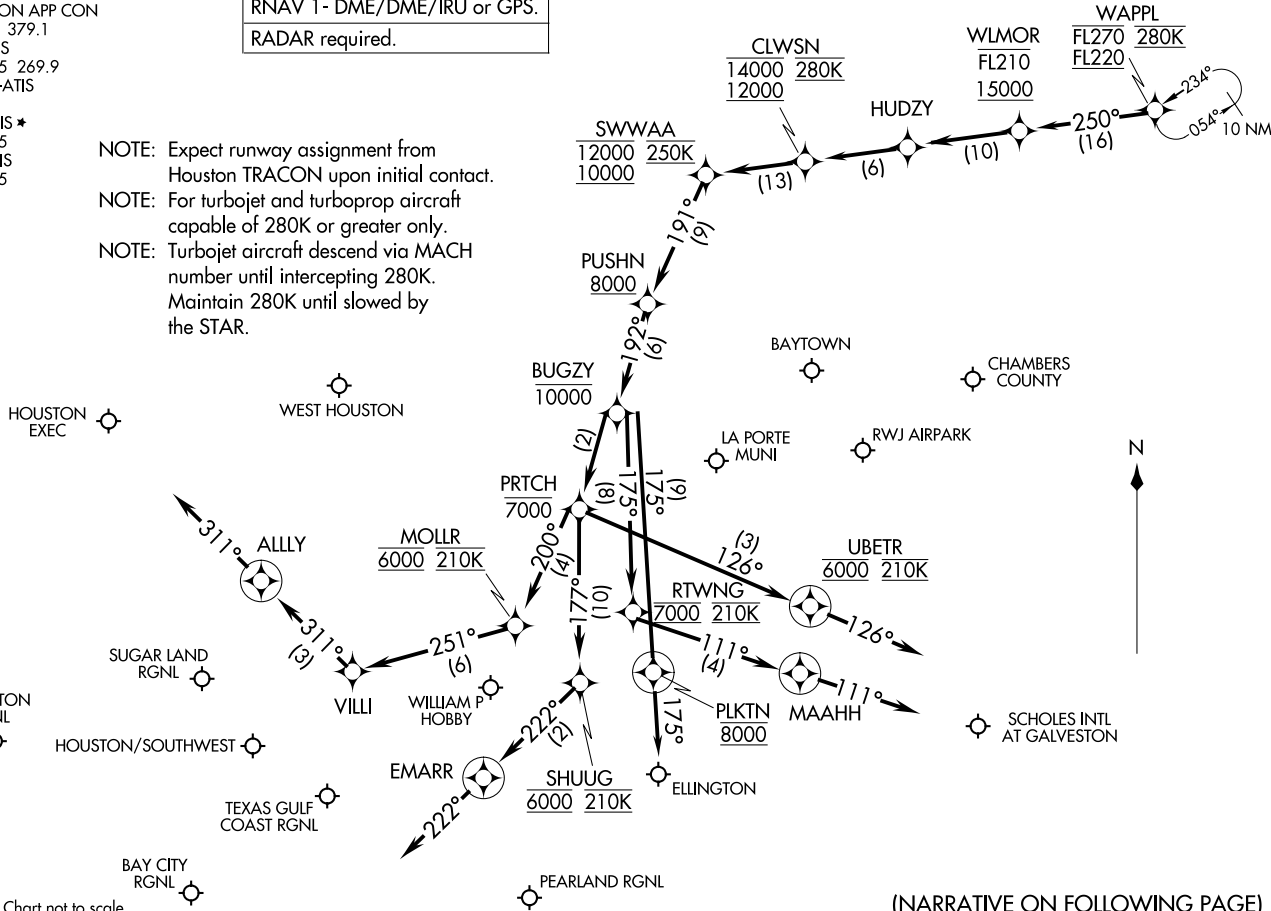 ON APP CON
379.1
S
5 269.9
-ATIS
IS ★
5
IS
5
RNAV 1- DME/DME/IRU or GPS.
RADAR required.
NOTE: Expect runway assignment from
Houston TRACON upon initial contact.
NOTE: For turbojet and turboprop aircraft
capable of 280K or greater only.
NOTE: Turbojet aircraft descend via MACH
number until intercepting 280K.
Maintain 280K until slowed by
the STAR.
WAPPL
FL270 280K
FL220
234°
054°
10 NM
WLMOR
FL210
15000
250°
(16)
CLWSN
14000 280K
12000
HUDZY
(10)
(6)
(13)
SWWAA
12000 250K
10000
191°
(9)
PUSHN
8000
192°
(9)
BUGZY
10000
BAYTOWN
CHAMBERS
COUNTY
WEST HOUSTON
HOUSTON
EXEC
LA PORTE
MUNI
RWJ AIRPARK
N
(2)
(8)
175°
175°
(9)
PRTCH
7000
200°
(4)
177°
(10)
(3)
126°
UBETR
6000 210K
126°
MOLLR
6000 210K
RTWNG
7000 210K
111°
(4)
MAAHH
111°
311°
ALLLY
311°
(3)
251°
(6)
VILLI
SUGAR LAND
RGNL
WILLIAM P
HOBBY
TON
NL
HOUSTON/SOUTHWEST
PLKTN
8000
175°
SCHOLES INTL
AT GALVESTON
222°
(2)
EMARR
222°
SHUUG
6000 210K
ELLINGTON
TEXAS GULF
COAST RGNL
BAY CITY
RGNL
PEARLAND RGNL
Chart not to scale
(NARRATIVE ON FOLLOWING PAGE)